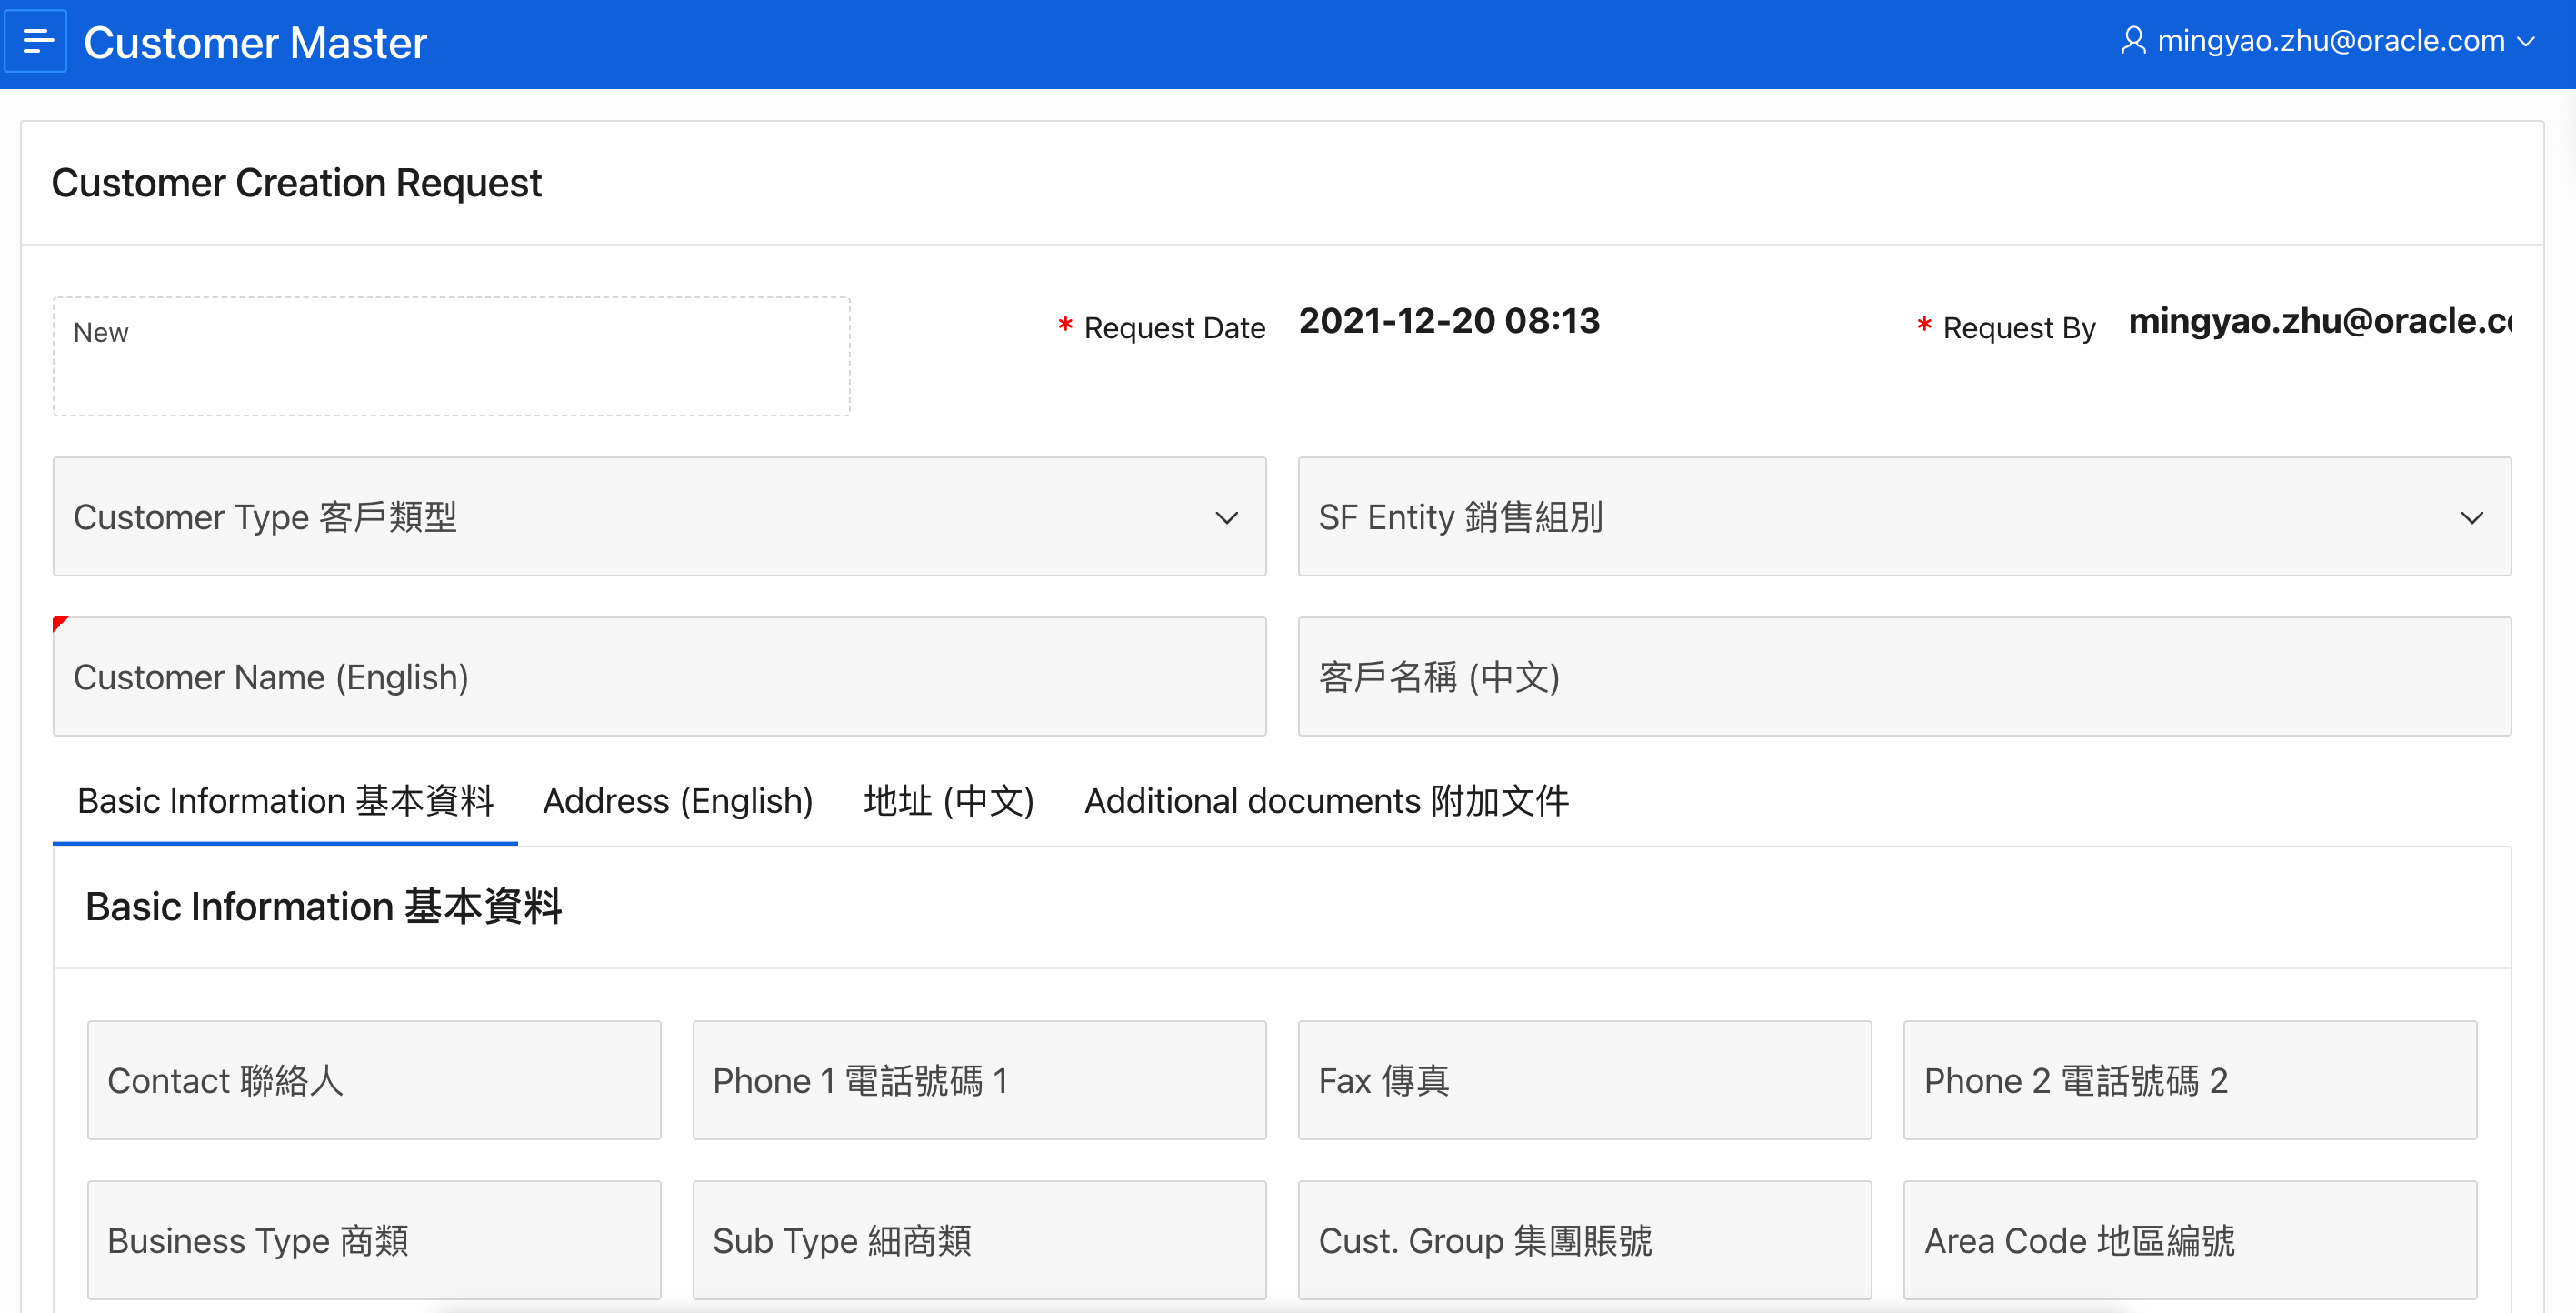 Customer Master
mingyao.zhu@oracle.com
Customer Creation Request
New
* Request Date 2021-12-20 08:13
* Request By mingyao.zhu@oracle.c
Customer Type 客戶類型
SF Entity 銷售組別
Customer Name (English)
客戶名稱 (中文)
Basic Information 基本資料
Address (English)
地址 (中文)
Additional documents 附加文件
Basic Information 基本資料
Contact 聯絡人
Phone 1 電話號碼 1
Fax 傳真
Phone 2 電話號碼 2
Business Type 商類
Sub Type 細商類
Cust. Group 集團賬號
Area Code 地區編號